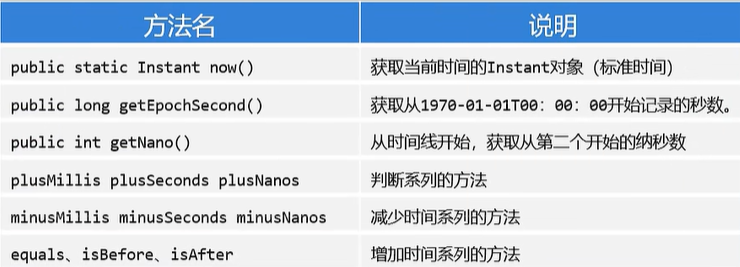 方法名 说明
public static Instant now() 获取当前时间的Instant对象（标准时间）
public long getEpochSecond() 获取从1970-01-01T00：00：00开始记录的秒数。
public int getNano() 从时间线开始，获取从第二个开始的纳秒数
plusMillis plusSeconds plusNanos 判断系列的方法
minusMillis minusSeconds minusNanos 减少时间系列的方法
equals、isBefore、isAfter 增加时间系列的方法